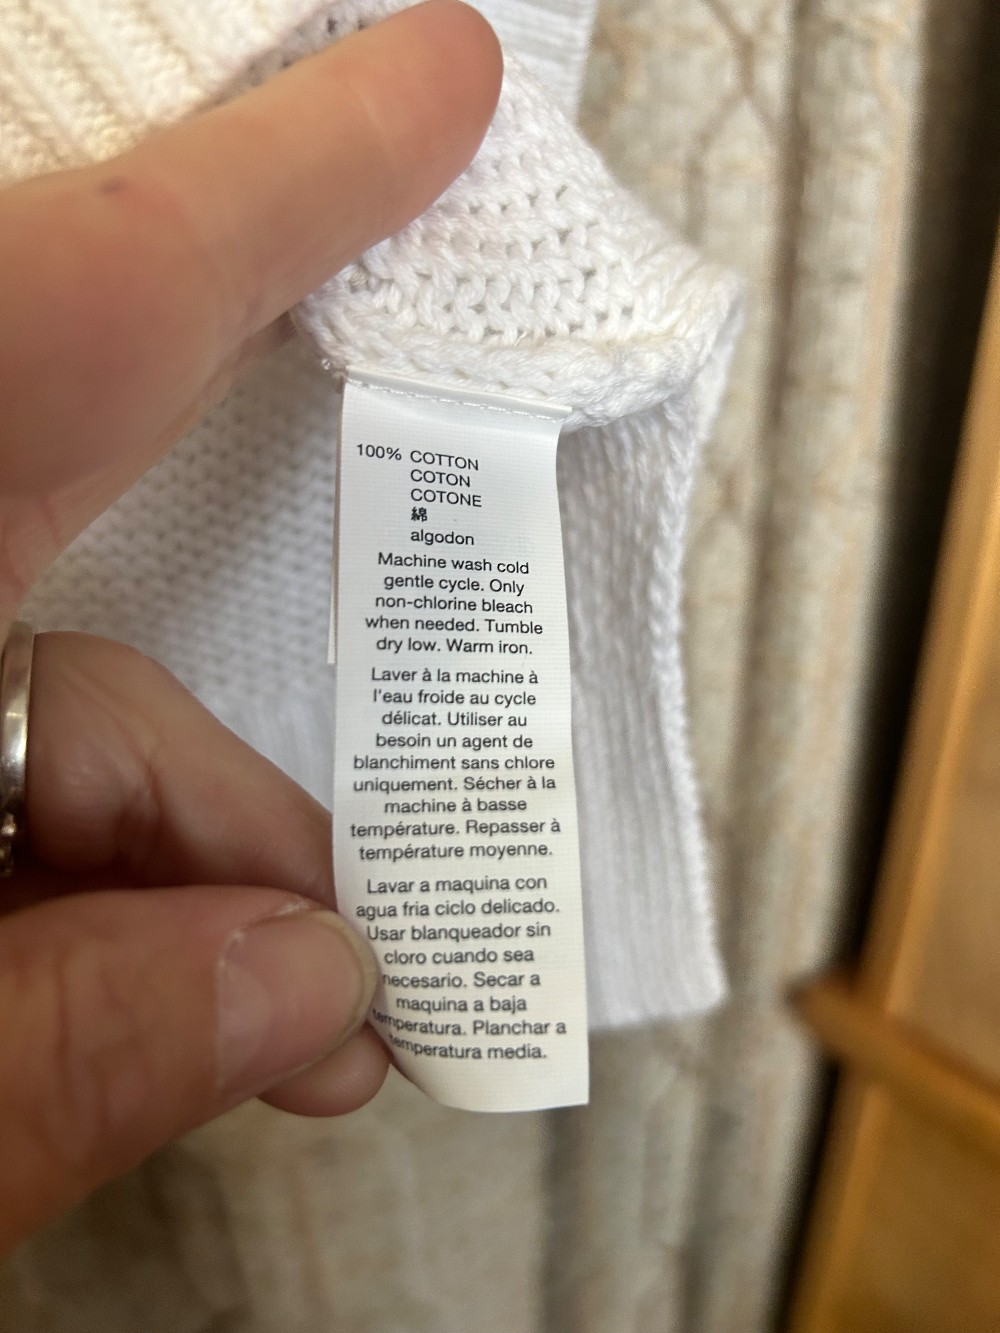 100% COTTON
COTON
COTONE
綿
algodon
Machine wash cold
gentle cycle. Only
non-chlorine bleach
when needed. Tumble
dry low. Warm iron.
Laver à la machine à
l'eau froide au cycle
délicat. Utiliser au
besoin un agent de
blanchiment sans chlore
uniquement. Sécher à la
machine à basse
température. Repasser à
température moyenne.
Lavar a maquina con
agua fria ciclo delicado.
Usar blanqueador sin
cloro cuando sea
necesario. Secar a
maquina a baja
temperatura. Planchar a
temperatura media.